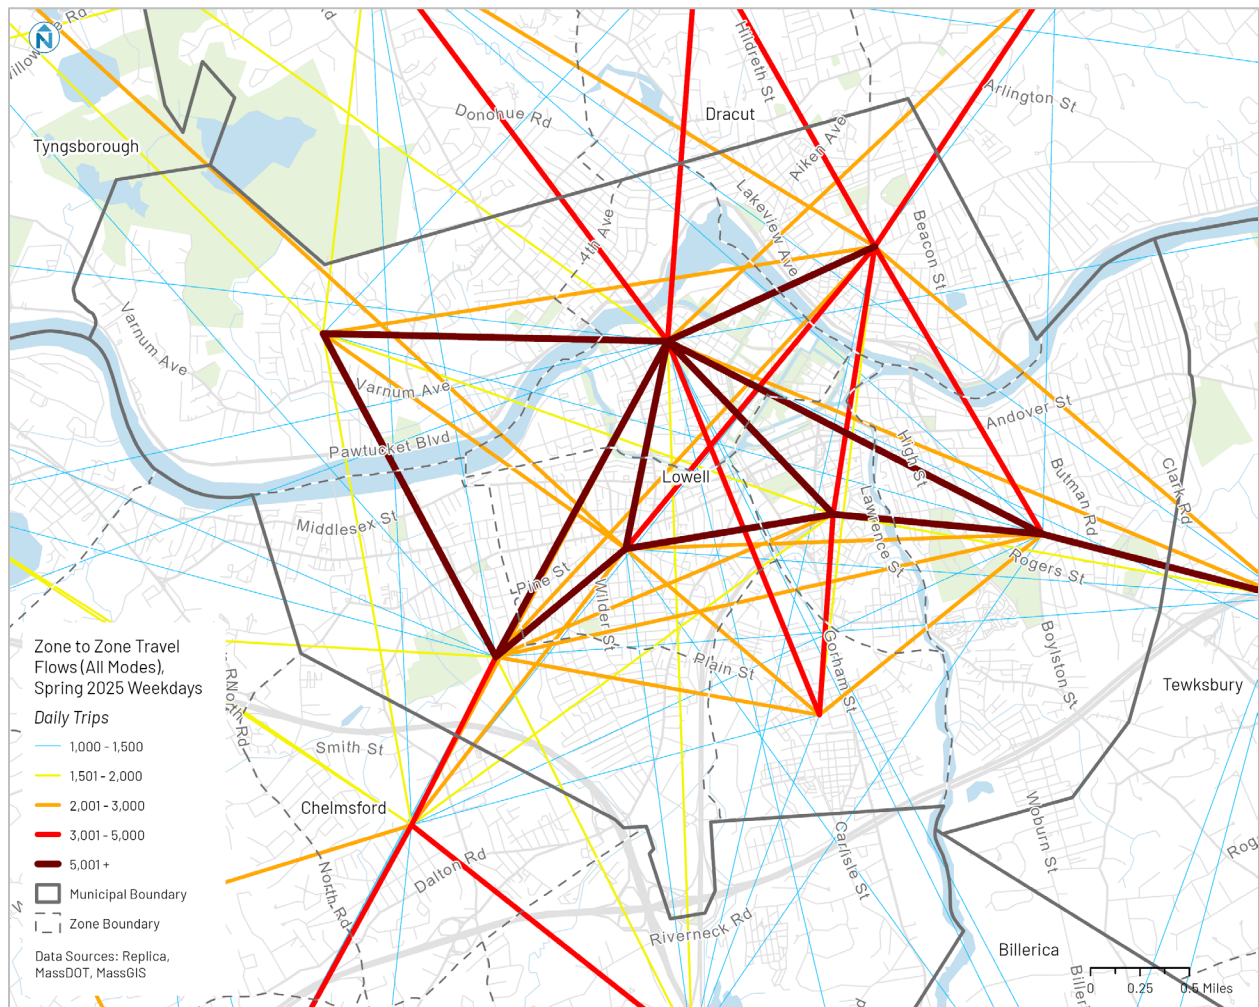 N
Dracut
Hildreth St
Arlington St
Donohue Rd
Aiken Ave
Tyngsborough
Lakeview Ave
4th Ave
Beacon St
Varnum Ave
Varnum Ave
Andover St
Pawtucket Blvd
High St
Lowell
Butman Rd
Clark Rd
Middlesex St
Lawrence St
Pine St
Wilder St
Rogers St
Plain St
Gorham St
Boylston St
Tewksbury
North Rd
Smith St
Chelmsford
Dalton Rd
North Rd
Carlisle St
Woburn St
Riverneck Rd
Billerica
Zone to Zone Travel
Flows (All Modes),
Spring 2025 Weekdays
Daily Trips
1,000 - 1,500
1,501 - 2,000
2,001 - 3,000
3,001 - 5,000
5,001 +
Municipal Boundary
Zone Boundary
Data Sources: Replica,
MassDOT, MassGIS
0 0.25 0.5 Miles